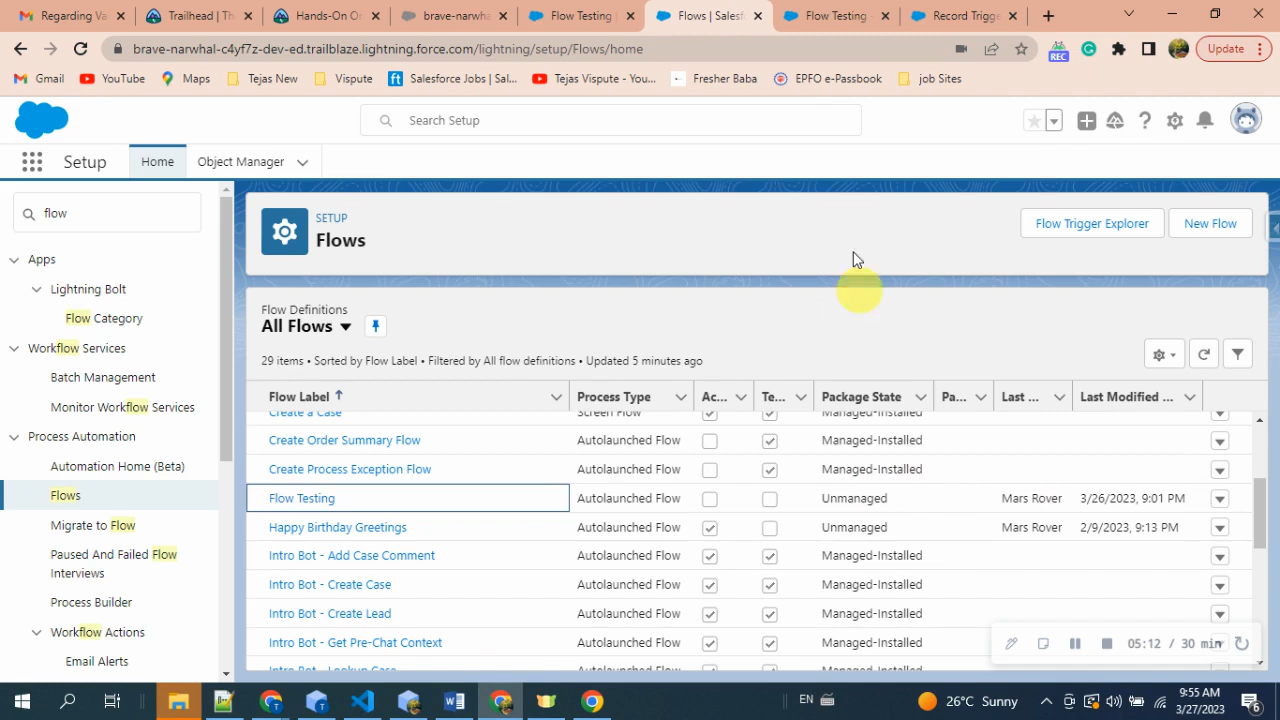 Regarding Va
Trailhead | The
Hands-On Or
brave-narwha
Flow Testing |
Flows | Salesf
Flow Testing -
Record Trigge
brave-narwhal-c4yf7z-dev-ed.trailblaze.lightning.force.com/lightning/setup/Flows/home
REC
Update
Gmail
YouTube
Maps
Tejas New
Vispute
Salesforce Jobs | Sal...
Tejas Vispute - You...
Fresher Baba
EPFO e-Passbook
job Sites
Search Setup
Setup
Home
Object Manager
flow
Apps
Lightning Bolt
Flow Category
Workflow Services
Batch Management
Monitor Workflow Services
Process Automation
Automation Home (Beta)
Flows
Migrate to Flow
Paused And Failed Flow
Interviews
Process Builder
Workflow Actions
Email Alerts
SETUP
Flows
Flow Trigger Explorer
New Flow
Flow Definitions
All Flows
29 items • Sorted by Flow Label • Filtered by All flow definitions • Updated 5 minutes ago
Flow Label Process Type Ac... Te... Package State Pa... Last ... Last Modified ...
Create a Case Screen Flow Managed-Installed
Create Order Summary Flow Autolaunched Flow Managed-Installed
Create Process Exception Flow Autolaunched Flow Managed-Installed
Flow Testing Autolaunched Flow Unmanaged Mars Rover 3/26/2023, 9:01 PM
Happy Birthday Greetings Autolaunched Flow Unmanaged Mars Rover 2/9/2023, 9:13 PM
Intro Bot - Add Case Comment Autolaunched Flow Managed-Installed
Intro Bot - Create Case Autolaunched Flow Managed-Installed
Intro Bot - Create Lead Autolaunched Flow Managed-Installed
Intro Bot - Get Pre-Chat Context Autolaunched Flow Managed-Installed
Intro Bot - Lookup Case Autolaunched Flow Managed-Installed
05:12 / 30 min
EN
26°C Sunny
9:55 AM
3/27/2023
6